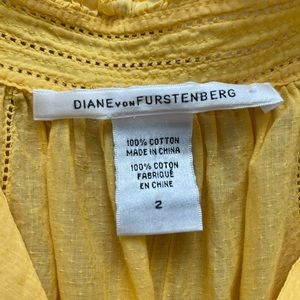 DIANE VON FURSTENBERG
100% COTTON
MADE IN CHINA
100% COTON
FABRIQUÉ
EN CHINE
2